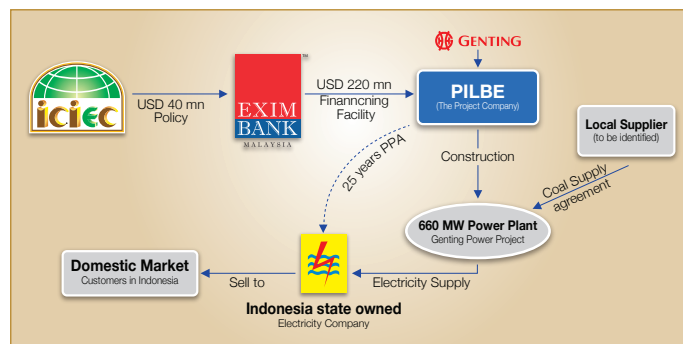 GENTING
iciec
USD 40 mn
Policy
EXIM
BANK
MALAYSIA
TM
USD 220 mn
Financncing
Facility
PILBE
(The Project Company)
Local Supplier
(to be identified)
25 years PPA
Construction
Coal Supply
agreement
660 MW Power Plant
Genting Power Project
Domestic Market
Customers in Indonesia
Sell to
Electricity Supply
Indonesia state owned
Electricity Company